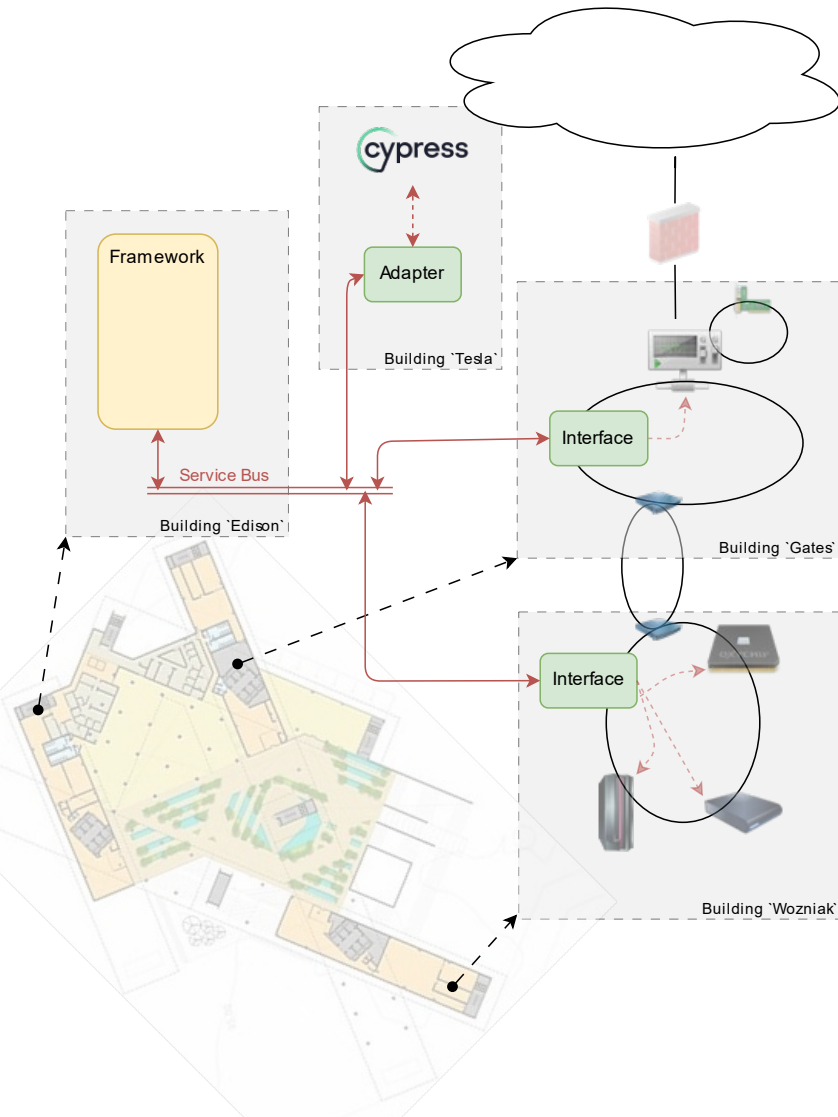 cypress
Framework
Adapter
Building `Tesla`
Interface
Service Bus
Building `Edison`
Building `Gates`
Interface
Building `Wozniak`